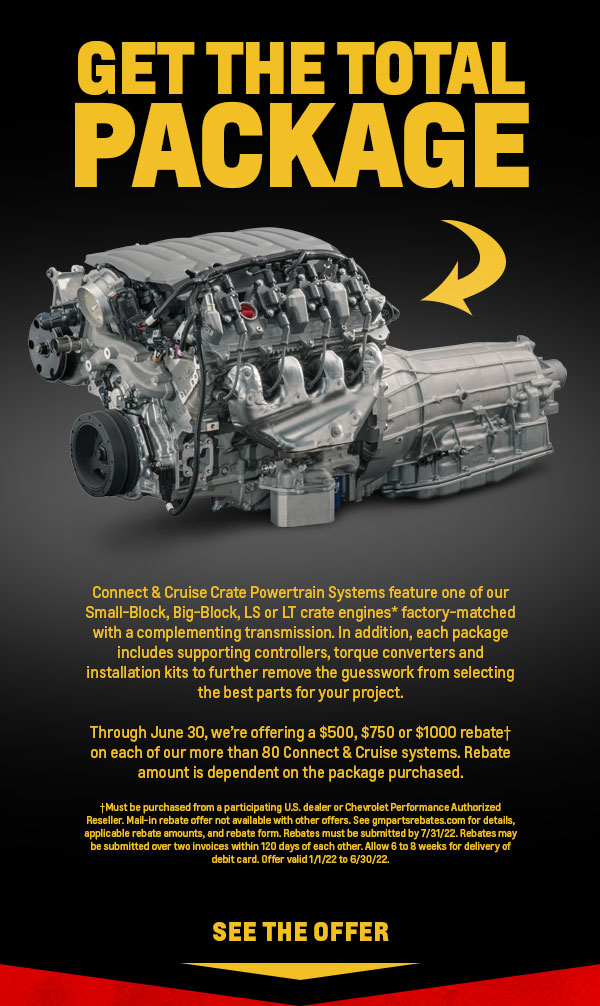 GET THE TOTAL
PACKAGE
Connect & Cruise Crate Powertrain Systems feature one of our
Small-Block, Big-Block, LS or LT crate engines* factory-matched
with a complementing transmission. In addition, each package
includes supporting controllers, torque converters and
installation kits to further remove the guesswork from selecting
the best parts for your project.
Through June 30, we're offering a $500, $750 or $1000 rebate†
on each of our more than 80 Connect & Cruise systems. Rebate
amount is dependent on the package purchased.
†Must be purchased from a participating U.S. dealer or Chevrolet Performance Authorized
Reseller. Mail-in rebate offer not available with other offers. See gmpartsrebates.com for details,
applicable rebate amounts, and rebate form. Rebates must be submitted by 7/31/22. Rebates may
be submitted over two invoices within 120 days of each other. Allow 6 to 8 weeks for delivery of
debit card. Offer valid 1/1/22 to 6/30/22.
SEE THE OFFER